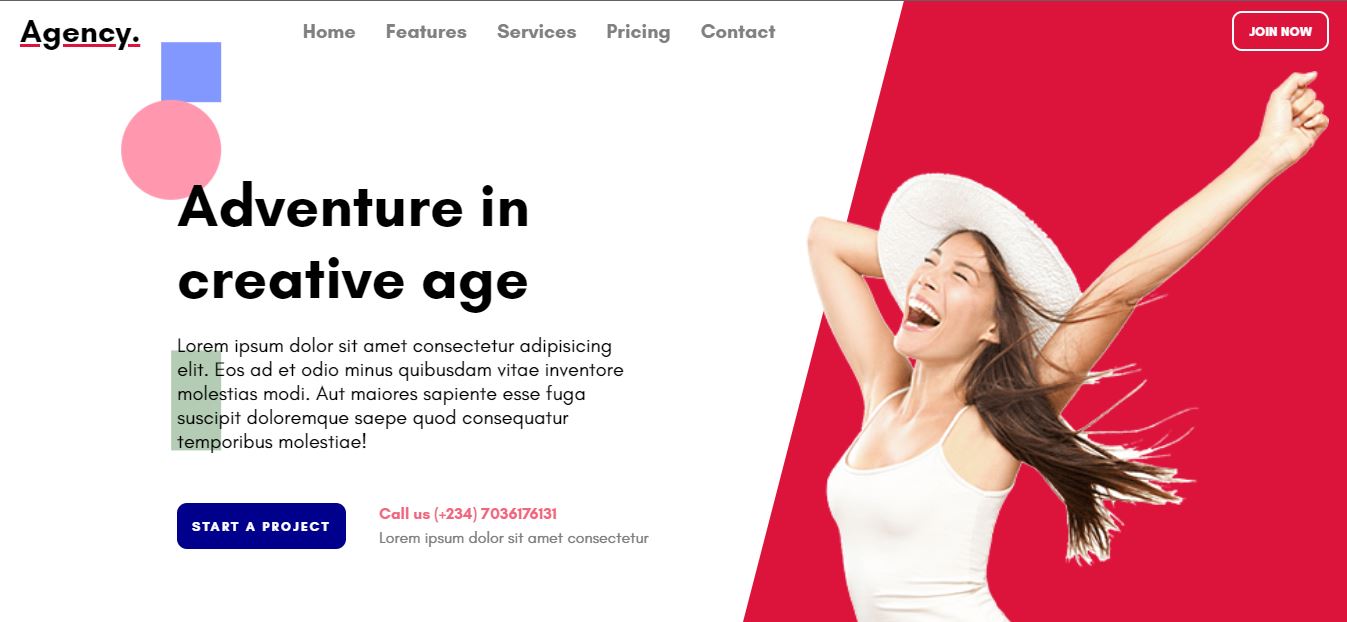 Agency.
Home Features Services Pricing Contact
JOIN NOW
Adventure in
creative age
Lorem ipsum dolor sit amet consectetur adipisicing
elit. Eos ad et odio minus quibusdam vitae inventore
molestias modi. Aut maiores sapiente esse fuga
suscipit doloremque saepe quod consequatur
temporibus molestiae!
START A PROJECT
Call us (+234) 7036176131
Lorem ipsum dolor sit amet consectetur